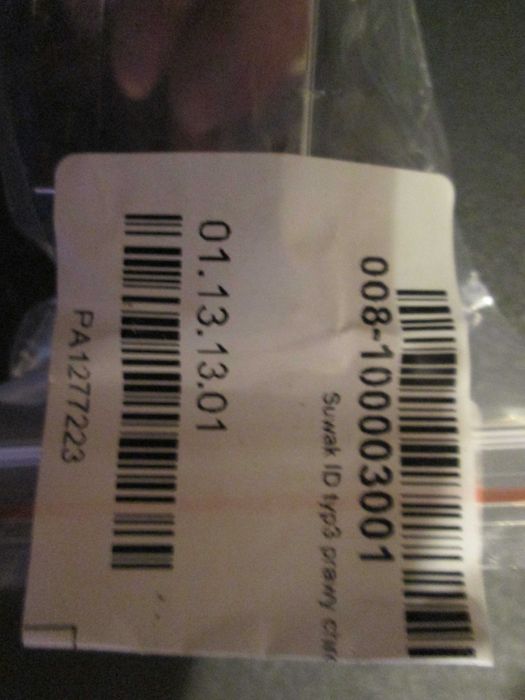 008-100003001
Suwak ID typ3 prawy
01.13.13.01
PA1277223